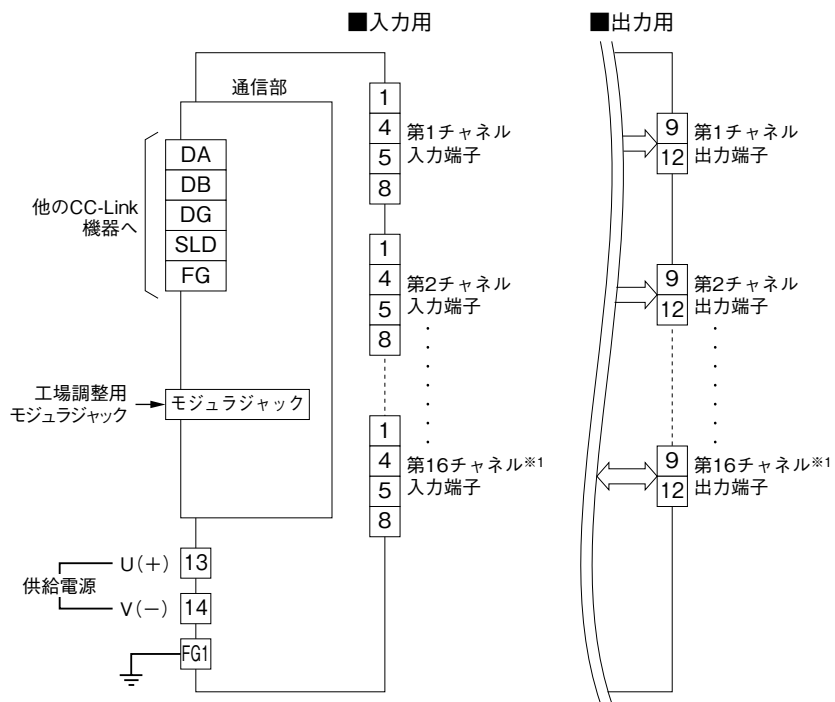 ■入力用
■出力用
通信部
DA
DB
DG
SLD
FG
他のCC-Link
機器へ
工場調整用
モジュラジャック
モジュラジャック
供給電源
U(+)
13
V(−)
14
FG1
1
4
5
8
第1チャネル
入力端子
1
4
5
8
第2チャネル
入力端子
1
4
5
8
第16チャネル※1
入力端子
9
12
第1チャネル
出力端子
9
12
第2チャネル
出力端子
9
12
第16チャネル※1
出力端子